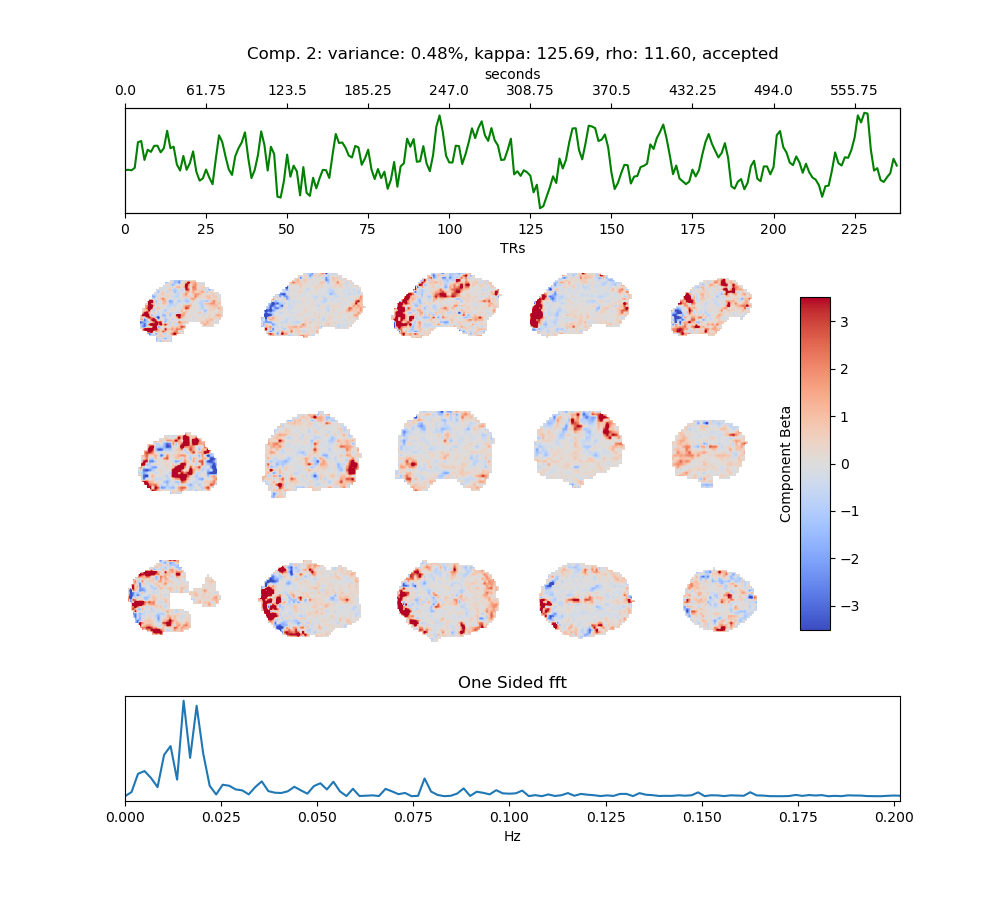 Comp. 2: variance: 0.48%, kappa: 125.69, rho: 11.60, accepted
seconds
0.0 61.75 123.5 185.25 247.0 308.75 370.5 432.25 494.0 555.75
0 25 50 75 100 125 150 175 200 225
TRs
3
2
1
0
−1
−2
−3
Component Beta
One Sided fft
0.000 0.025 0.050 0.075 0.100 0.125 0.150 0.175 0.200
Hz